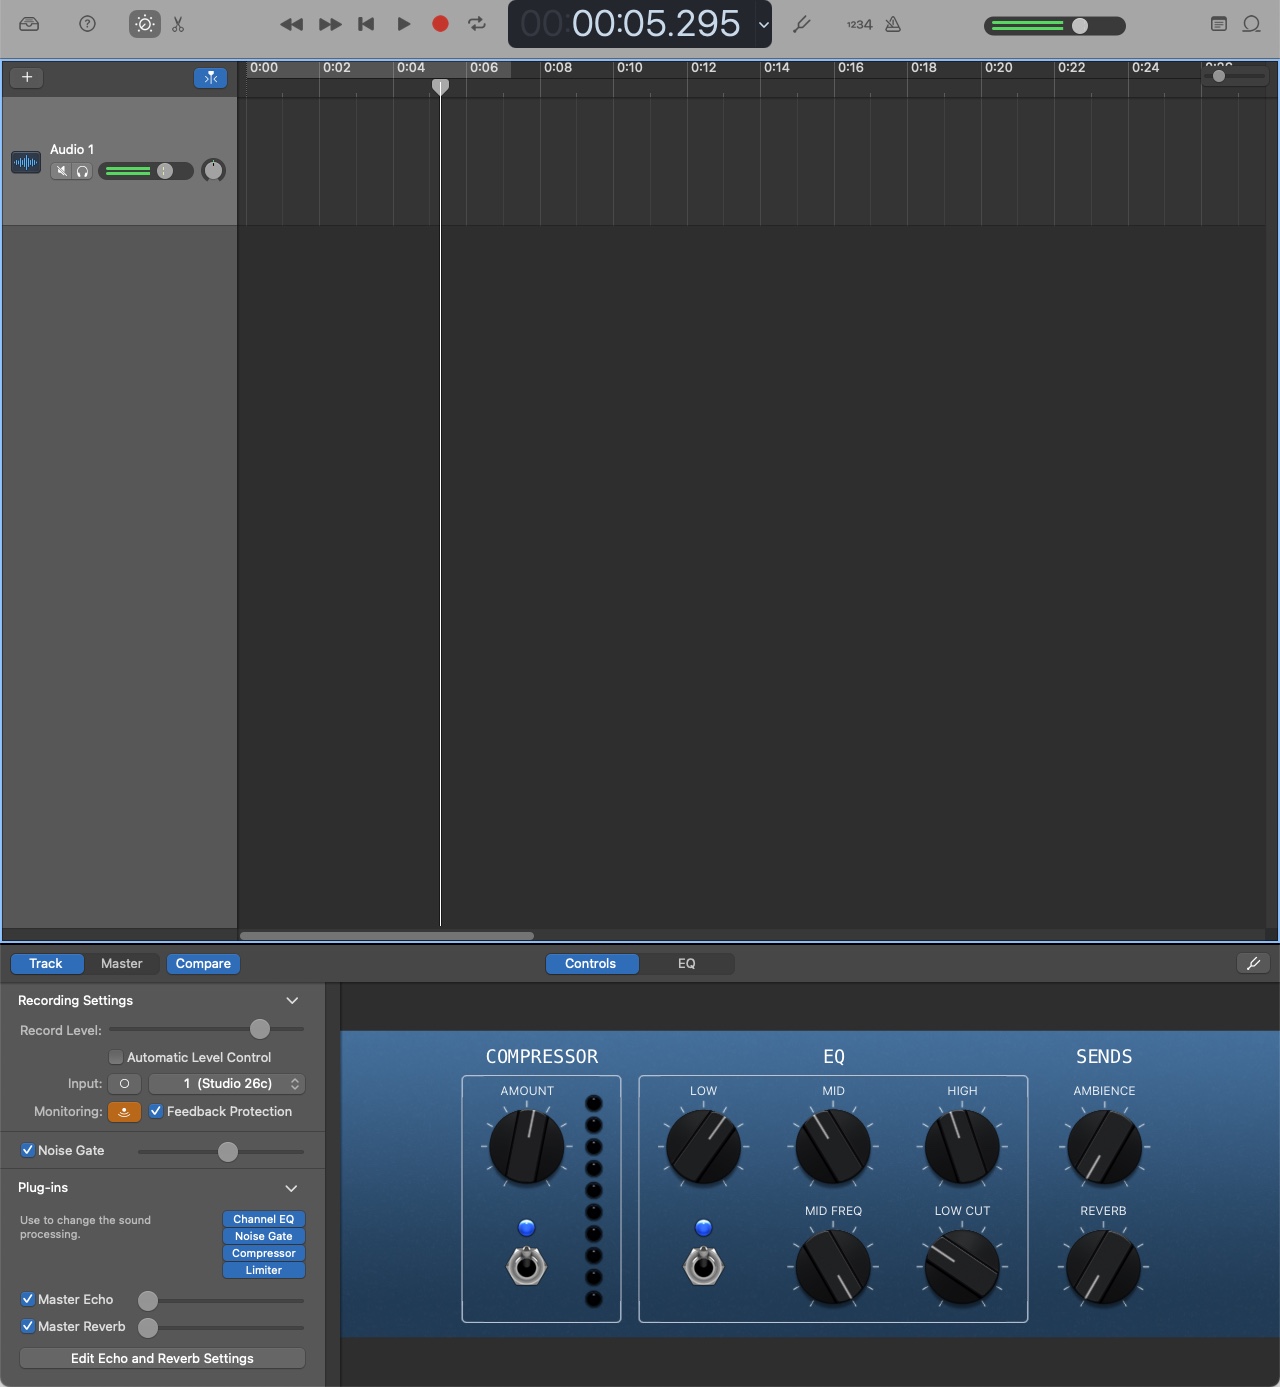 00:00:05.295
1234
0:00 0:02 0:04 0:06 0:08 0:10 0:12 0:14 0:16 0:18 0:20 0:22 0:24
Audio 1
Track Master Compare
Controls EQ
Recording Settings
Record Level:
Automatic Level Control
Input: 1 (Studio 26c)
Monitoring: Feedback Protection
Noise Gate
Plug-ins
Use to change the sound
processing.
Channel EQ
Noise Gate
Compressor
Limiter
Master Echo
Master Reverb
Edit Echo and Reverb Settings
COMPRESSOR EQ SENDS
AMOUNT LOW MID HIGH AMBIENCE
MID FREQ LOW CUT REVERB